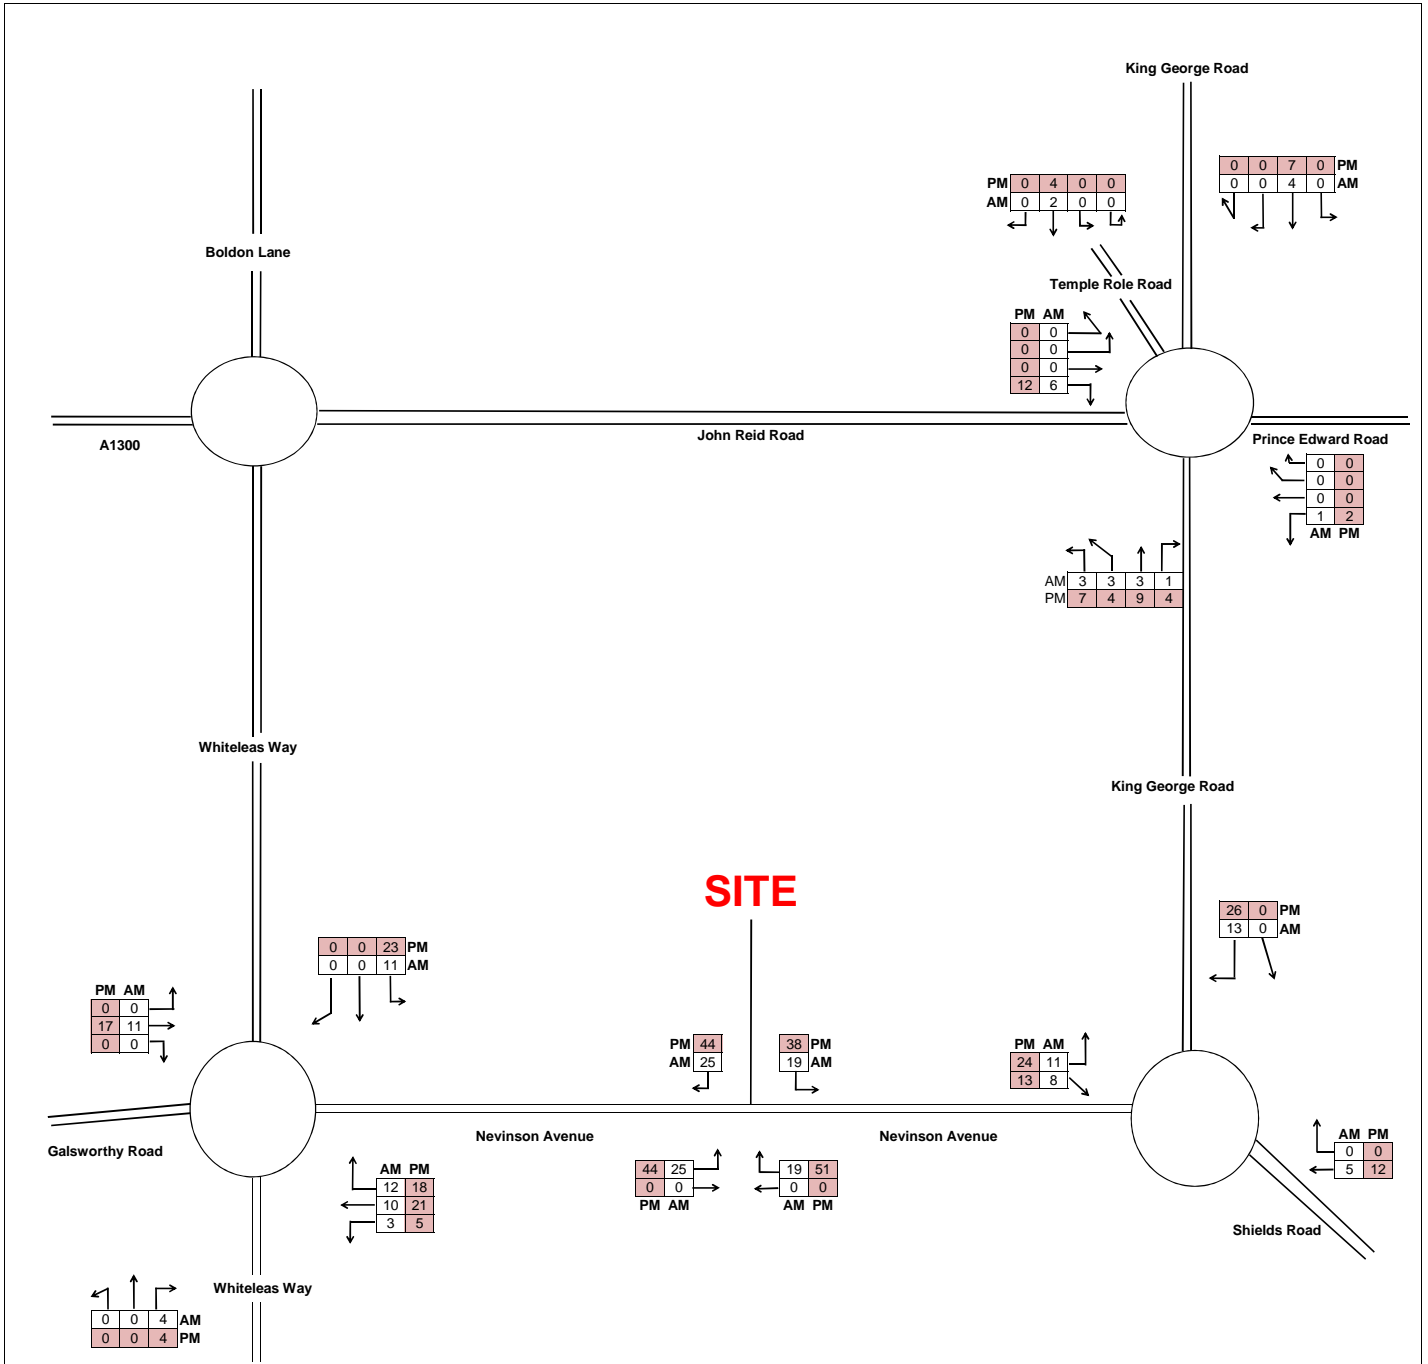 King George Road
0 0 7 0 PM
0 0 4 0 AM
PM 0 4 0 0
AM 0 2 0 0
Boldon Lane
Temple Role Road
PM AM
0 0
0 0
0 0
12 6
John Reid Road
A1300
Prince Edward Road
0 0
0 0
0 0
1 2
AM PM
AM 3 3 3 1
PM 7 4 9 4
Whiteleas Way
King George Road
SITE
26 0 PM
13 0 AM
0 0 23 PM
0 0 11 AM
PM AM
0 0
17 11
0 0
PM 44
AM 25
38 PM
19 AM
PM AM
24 11
13 8
Nevinson Avenue
Nevinson Avenue
Galsworthy Road
AM PM
0 0
5 12
AM PM
12 18
10 21
3 5
44 25
0 0
PM AM
19 51
0 0
AM PM
Shields Road
Whiteleas Way
0 0 4 AM
0 0 4 PM